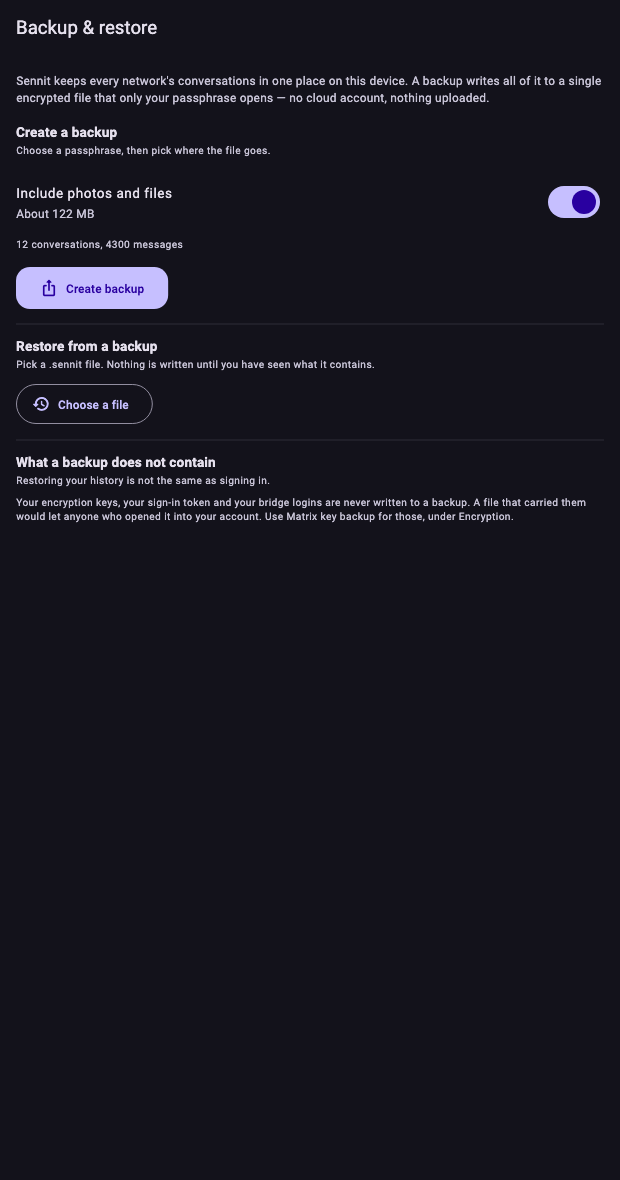 Backup & restore
Sennit keeps every network's conversations in one place on this device. A backup writes all of it to a single
encrypted file that only your passphrase opens — no cloud account, nothing uploaded.
Create a backup
Choose a passphrase, then pick where the file goes.
Include photos and files
About 122 MB
12 conversations, 4300 messages
Create backup
Restore from a backup
Pick a .sennit file. Nothing is written until you have seen what it contains.
Choose a file
What a backup does not contain
Restoring your history is not the same as signing in.
Your encryption keys, your sign-in token and your bridge logins are never written to a backup. A file that carried them
would let anyone who opened it into your account. Use Matrix key backup for those, under Encryption.